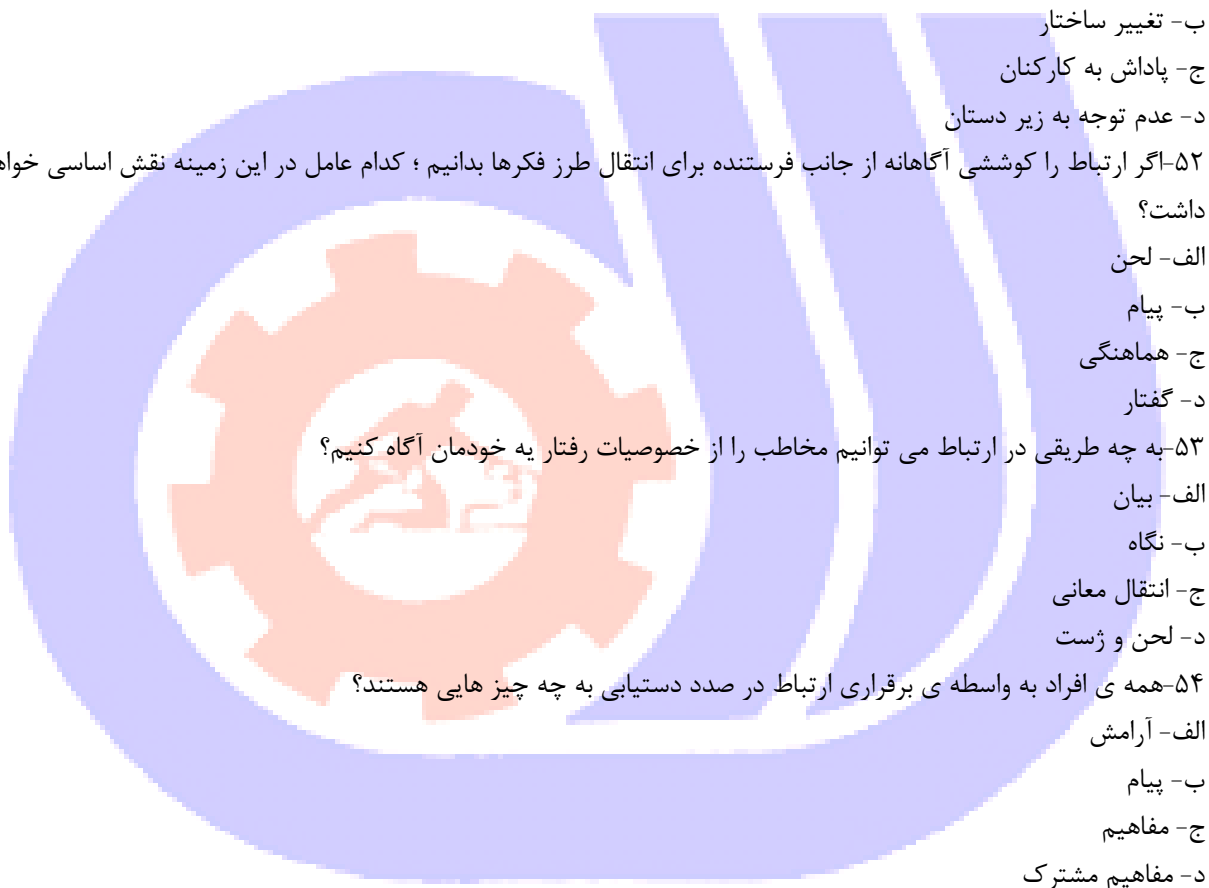 ب- تغییر ساختار
ج- پاداش به کارکنان
د- عدم توجه به زیر دستان
۵۲-اگر ارتباط را کوششی آگاهانه از جانب فرستنده برای انتقال طرز فکرها بدانیم ؛ کدام عامل در این زمینه نقش اساسی
داشت؟
الف- لحن
ب- پیام
ج- هماهنگی
د- گفتار
۵۳-به چه طریقی در ارتباط می توانیم مخاطب را از خصوصیات رفتار یه خودمان آگاه کنیم؟
الف- بیان
ب- نگاه
ج- انتقال معانی
د- لحن و ژست
۵۴-همه ی افراد به واسطه ی برقراری ارتباط در صدد دستیابی به چه چیز هایی هستند؟
الف- آرامش
ب- پیام
ج- مفاهیم
د- مفاهیم مشترک